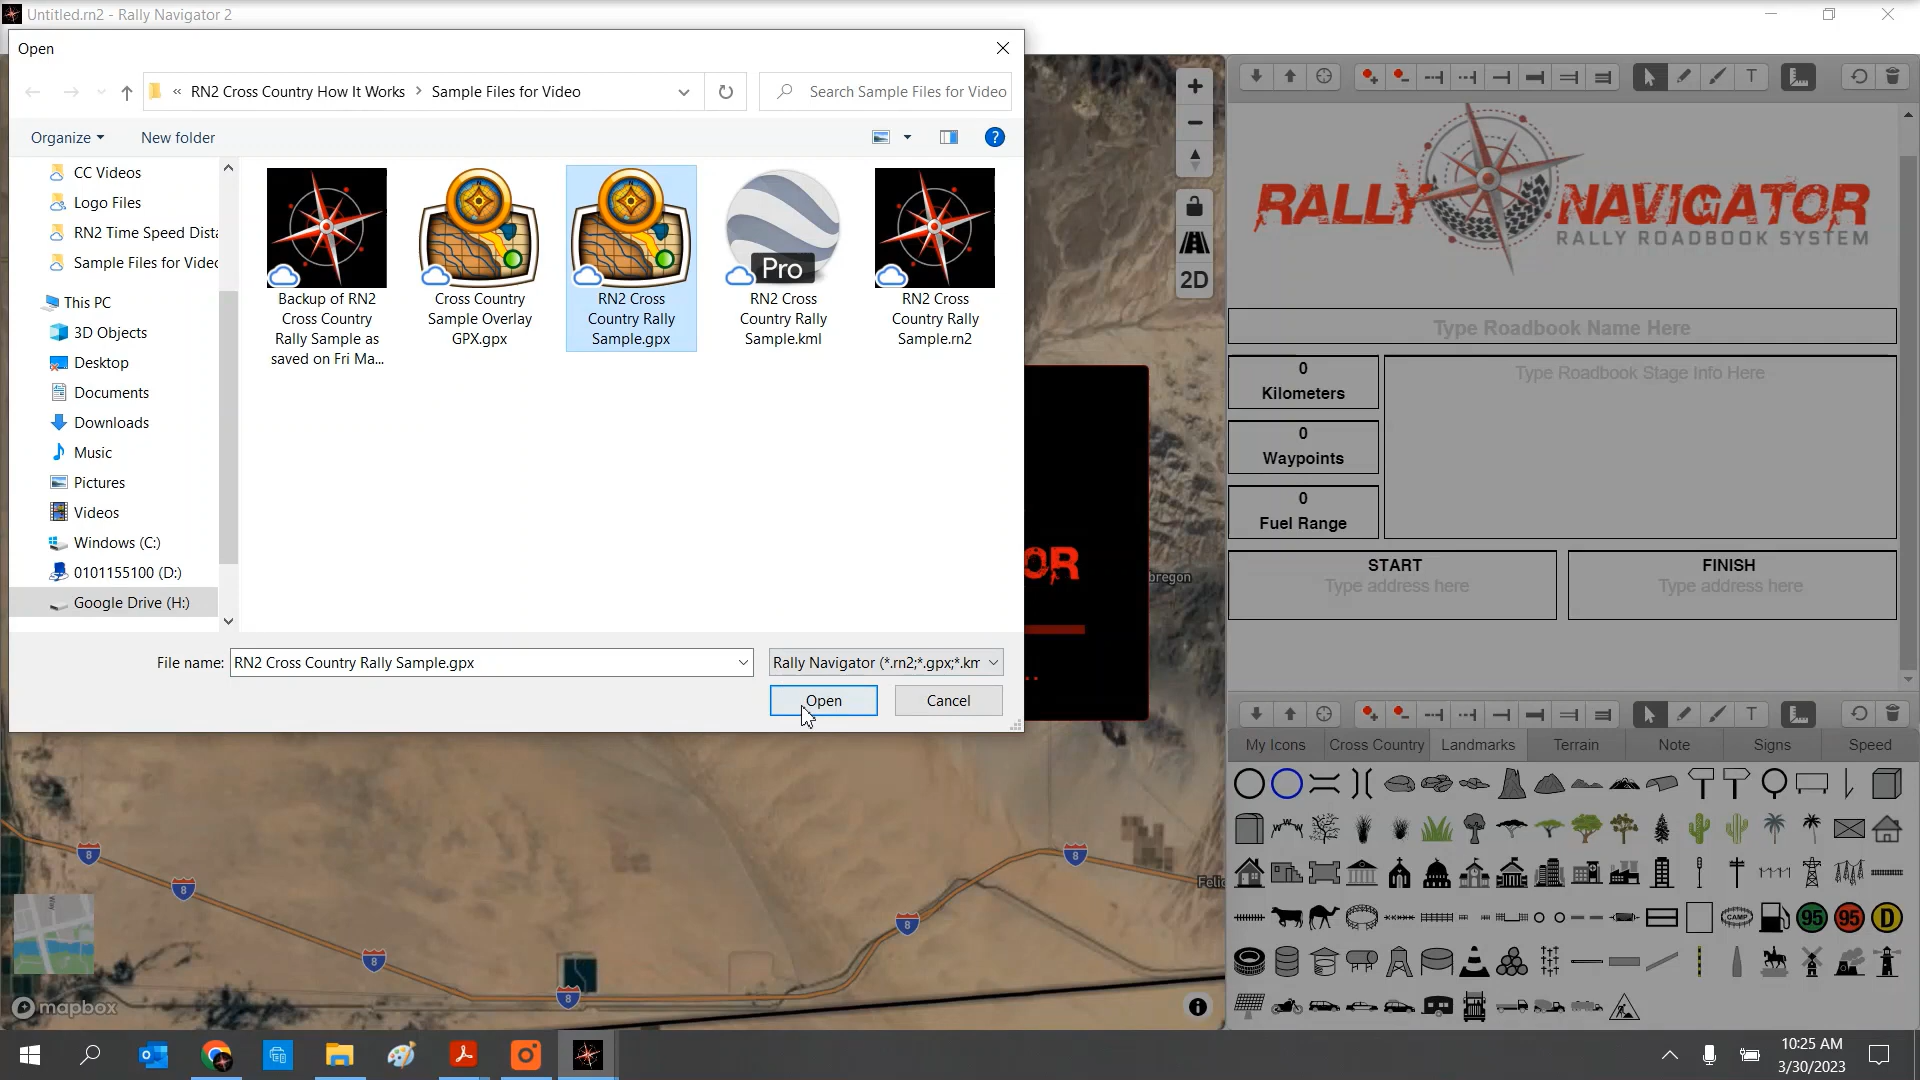 Untitled.rn2 - Rally Navigator 2
Open
« RN2 Cross Country How It Works > Sample Files for Video
Search Sample Files for Video
Organize
New folder
?
CC Videos
Logo Files
RN2 Time Speed Dista
Sample Files for Videc
This PC
3D Objects
Desktop
Documents
Downloads
Music
Pictures
Videos
Windows (C:)
0101155100 (D:)
Google Drive (H:)
Backup of RN2
Cross Country
Rally Sample as
saved on Fri Ma...
Cross Country
Sample Overlay
GPX.gpx
RN2 Cross
Country Rally
Sample.gpx
Pro
RN2 Cross
Country Rally
Sample.kml
RN2 Cross
Country Rally
Sample.rn2
File name:
RN2 Cross Country Rally Sample.gpx
Rally Navigator (*.rn2;*.gpx;*.km
Open
Cancel
2D
OR
..
bregon
Felic
8
8
8
8
8
8
Way
mapbox
T
RALLY NAVIGATOR
RALLY ROADBOOK SYSTEM
Type Roadbook Name Here
0
Kilometers
Type Roadbook Stage Info Here
0
Waypoints
0
Fuel Range
START
Type address here
FINISH
Type address here
T
My Icons
Cross Country
Landmarks
Terrain
Note
Signs
Speed
CAMP
95
95
D
10:25 AM
3/30/2023